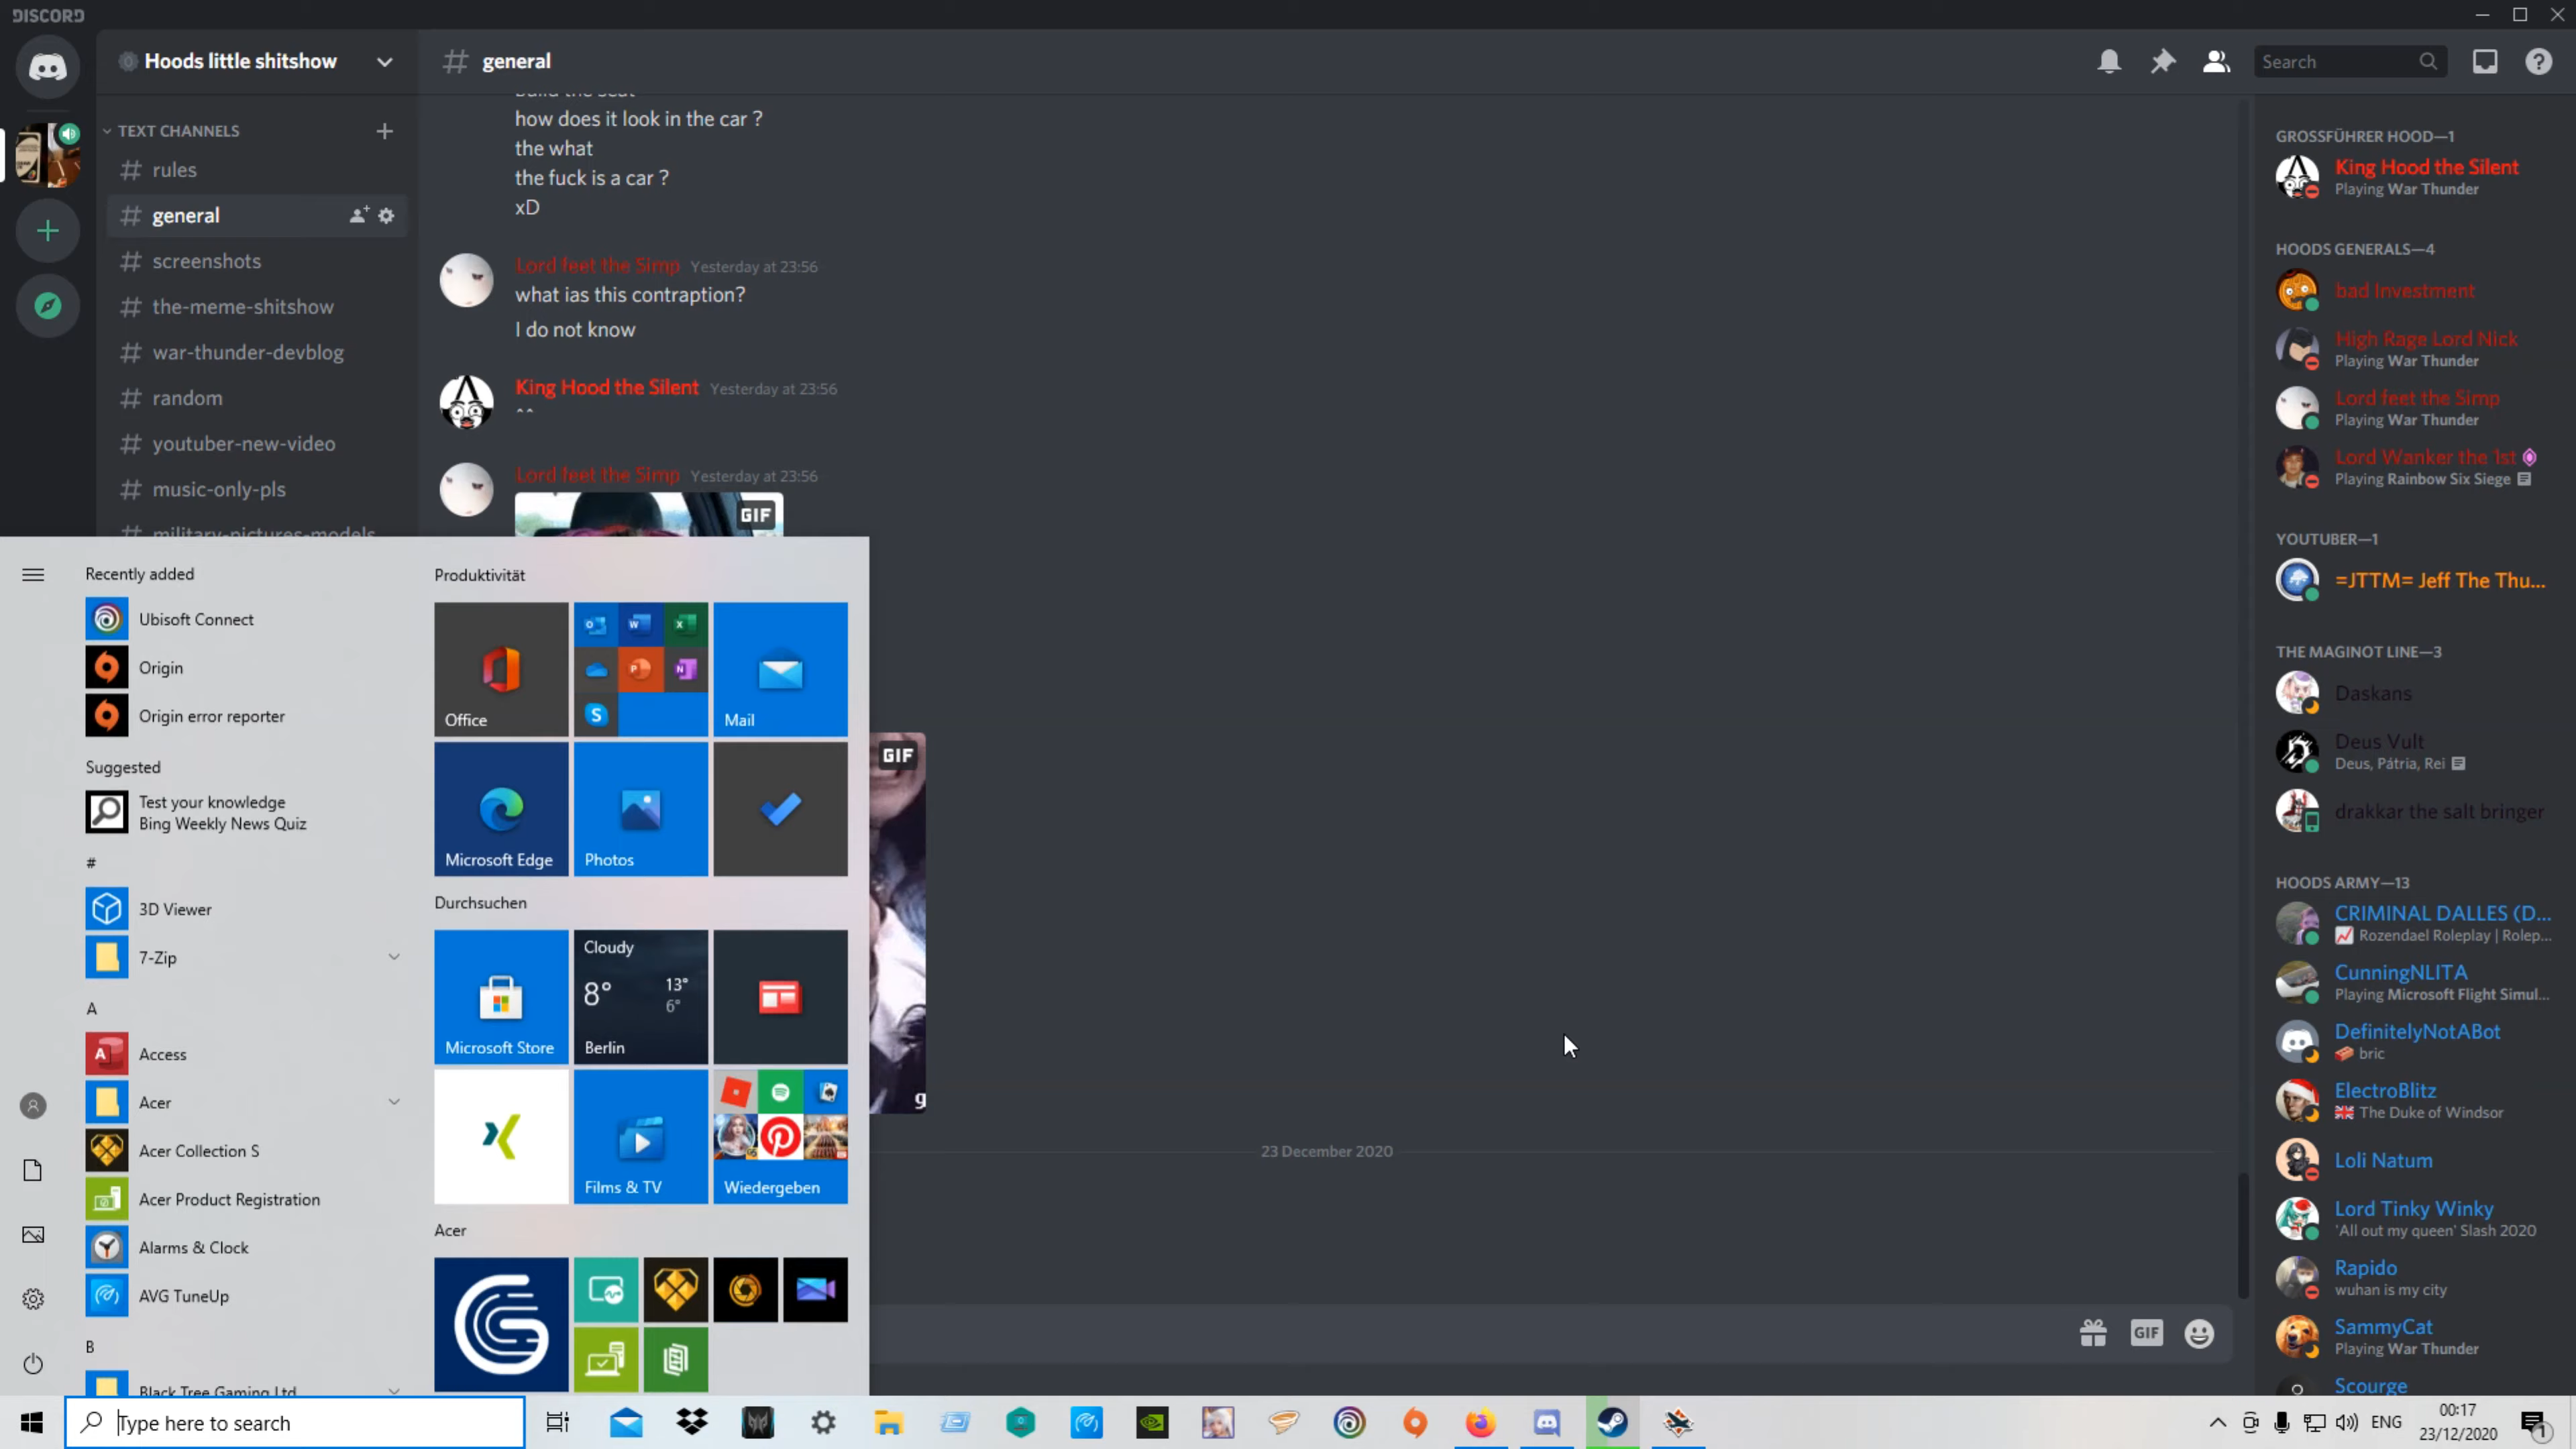 DISCORD
Hoods little shitshow
general
Search
TEXT CHANNELS
rules
general
screenshots
the-meme-shitshow
war-thunder-devblog
random
youtuber-new-video
music-only-pls
military-pictures-models
build the seat
how does it look in the car ?
the what
the fuck is a car ?
xD
Lord feet the Simp Yesterday at 23:56
what ias this contraption?
I do not know
King Hood the Silent Yesterday at 23:56
^^
Lord feet the Simp Yesterday at 23:56
GIF
GIF
g
23 December 2020
GIF
GROSSFÜHRER HOOD—1
King Hood the Silent
Playing War Thunder
HOODS GENERALS—4
bad Investment
High Rage Lord Nick
Playing War Thunder
Lord feet the Simp
Playing War Thunder
Lord Wanker the 1st
Playing Rainbow Six Siege
YOUTUBER—1
=JTTM= Jeff The Thu...
THE MAGINOT LINE—3
Daskans
Deus Vult
Deus, Pátria, Rei
drakkar the salt bringer
HOODS ARMY—13
CRIMINAL DALLES (D...
Rozendael Roleplay | Rolep...
CunningNLITA
Playing Microsoft Flight Simul...
DefinitelyNotABot
bric
ElectroBlitz
The Duke of Windsor
Loli Natum
Lord Tinky Winky
'All out my queen' Slash 2020
Rapido
wuhan is my city
SammyCat
Playing War Thunder
Scourge
Recently added
Ubisoft Connect
Origin
Origin error reporter
Suggested
Test your knowledge
Bing Weekly News Quiz
#
3D Viewer
7-Zip
A
Access
Acer
Acer Collection S
Acer Product Registration
Alarms & Clock
AVG TuneUp
B
Black Tree Gaming Ltd
Produktivität
Office
Mail
Microsoft Edge
Photos
Durchsuchen
Microsoft Store
Cloudy
8° 13°
6°
Berlin
Films & TV
Wiedergeben
Acer
Type here to search
ENG
00:17
23/12/2020
1